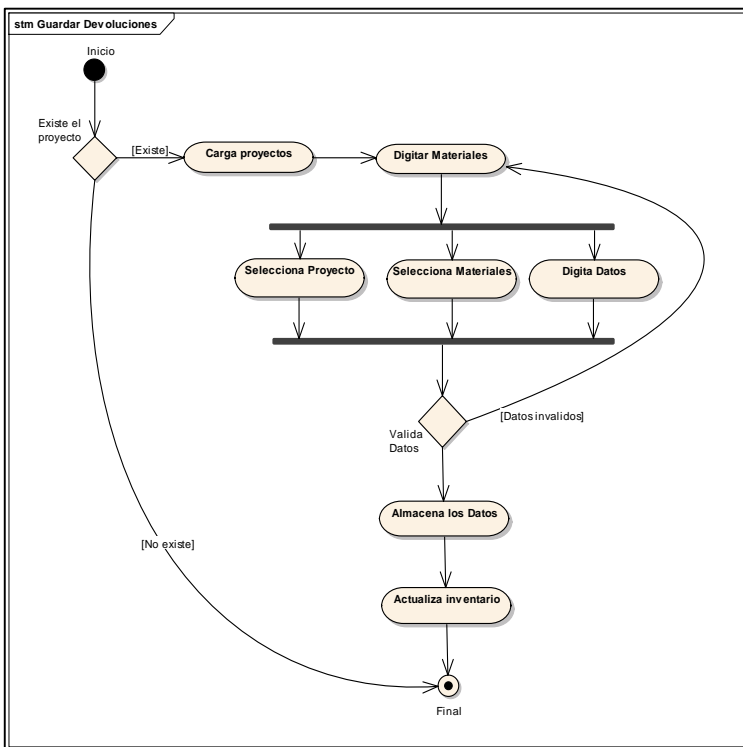 stm Guardar Devoluciones
Inicio
Existe el
proyecto
[Existe]
Carga proyectos
Digitar Materiales
Selecciona Proyecto
Selecciona Materiales
Digita Datos
[Datos invalidos]
Valida
Datos
Almacena los Datos
[No existe]
Actualiza inventario
Final